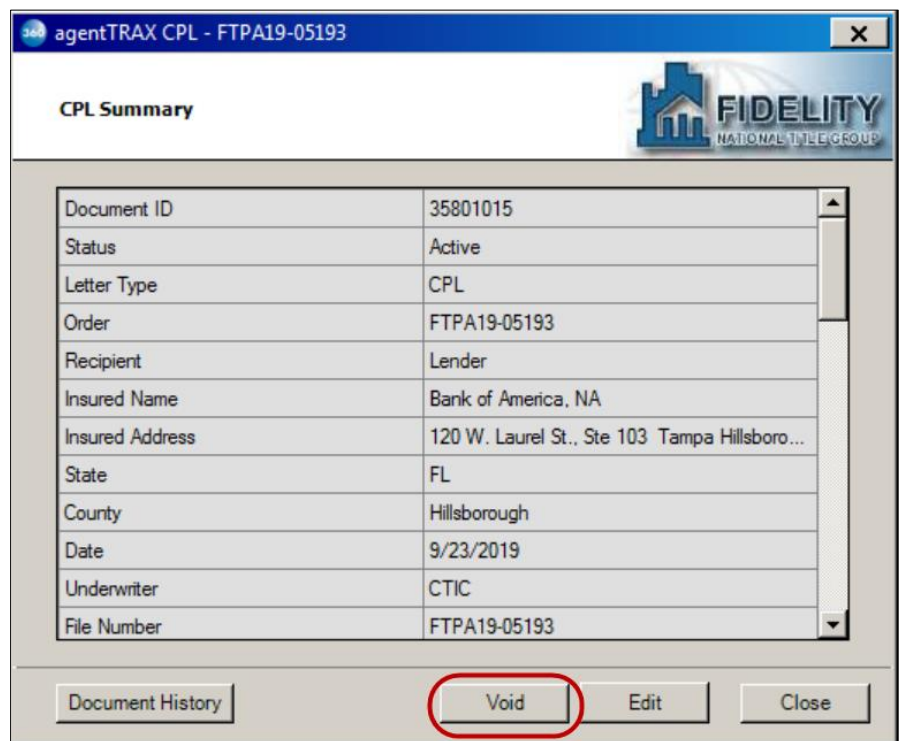 360 agentTRAX CPL - FTPA19-05193
CPL Summary
FIDELITY
NATIONAL TITLE GROUP
Document ID 35801015
Status Active
Letter Type CPL
Order FTPA19-05193
Recipient Lender
Insured Name Bank of America, NA
Insured Address 120 W. Laurel St., Ste 103 Tampa Hillsboro...
State FL
County Hillsborough
Date 9/23/2019
Underwriter CTIC
File Number FTPA19-05193
Document History Void Edit Close